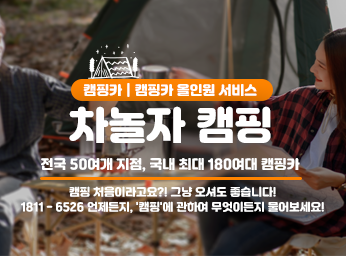 캠핑카 | 캠핑카 올인원 서비스
차놀자 캠핑
전국 50여개 지점, 국내 최대 180여대 캠핑카
캠핑 처음이라고요?! 그냥 오셔도 좋습니다!
1811 - 6526 언제든지, '캠핑'에 관하여 무엇이든지 물어보세요!